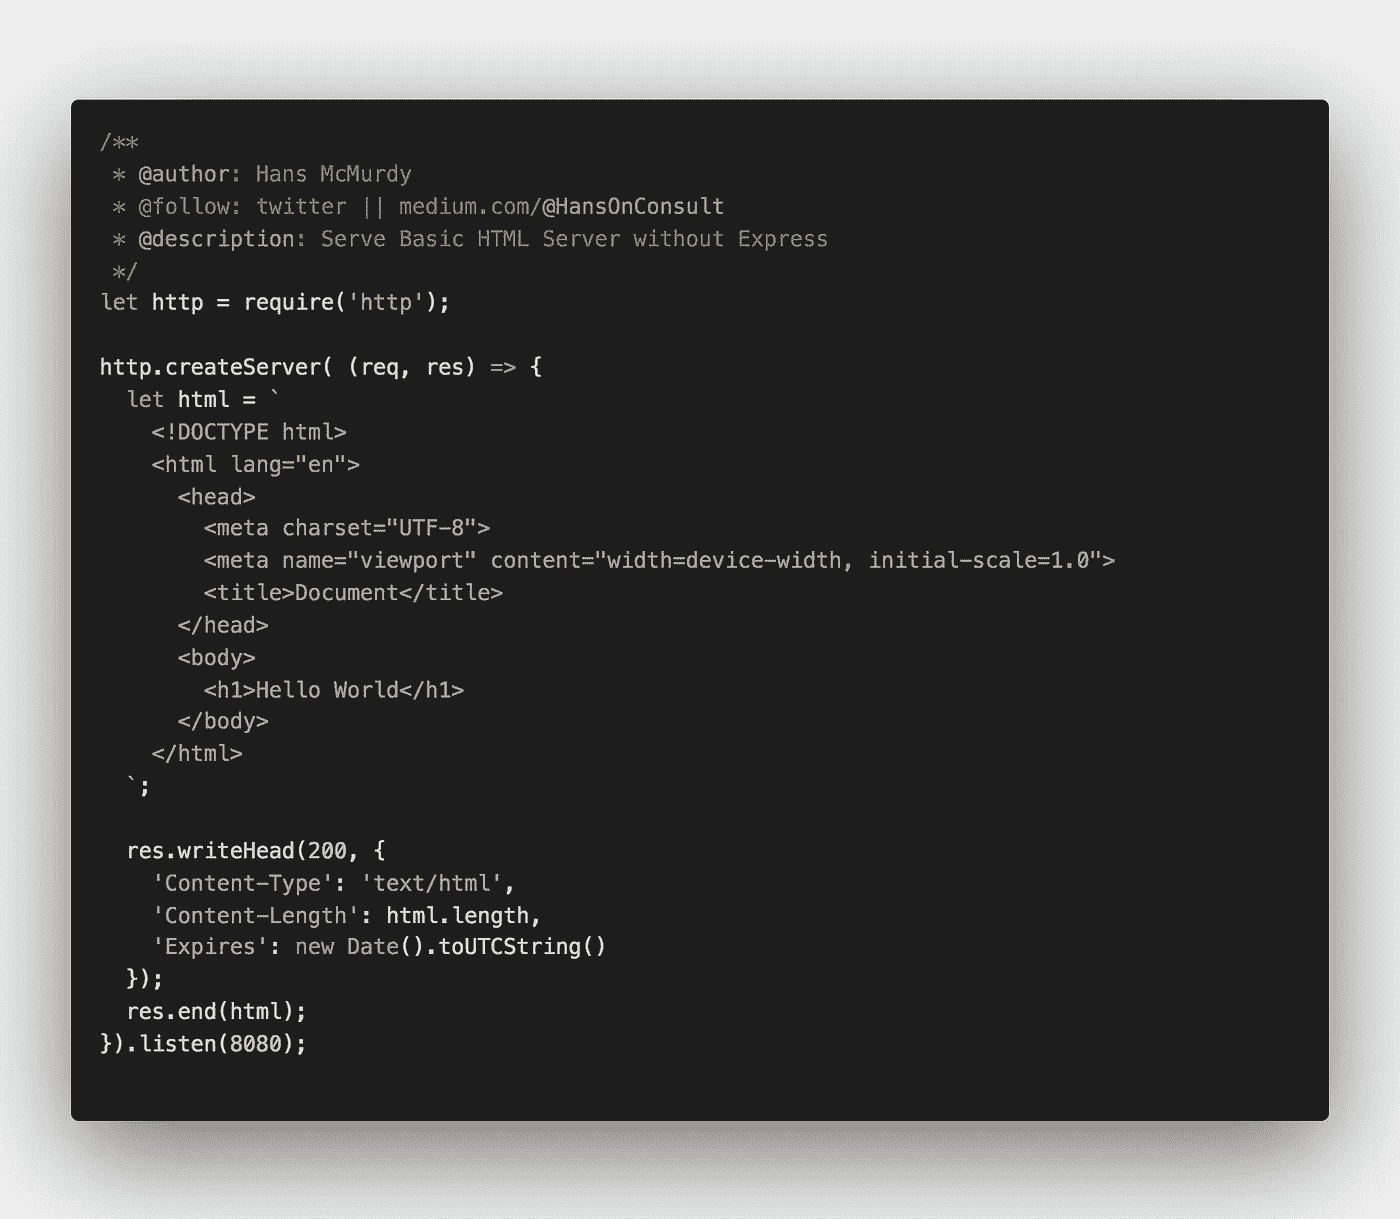 /**
 * @author: Hans McMurdy
 * @follow: twitter || medium.com/@HansOnConsult
 * @description: Serve Basic HTML Server without Express
 */
let http = require('http');

http.createServer( (req, res) => {
  let html = `
    <!DOCTYPE html>
    <html lang="en">
      <head>
        <meta charset="UTF-8">
        <meta name="viewport" content="width=device-width, initial-scale=1.0">
        <title>Document</title>
      </head>
      <body>
        <h1>Hello World</h1>
      </body>
    </html>
  `;

  res.writeHead(200, {
    'Content-Type': 'text/html',
    'Content-Length': html.length,
    'Expires': new Date().toUTCString()
  });
  res.end(html);
}).listen(8080);